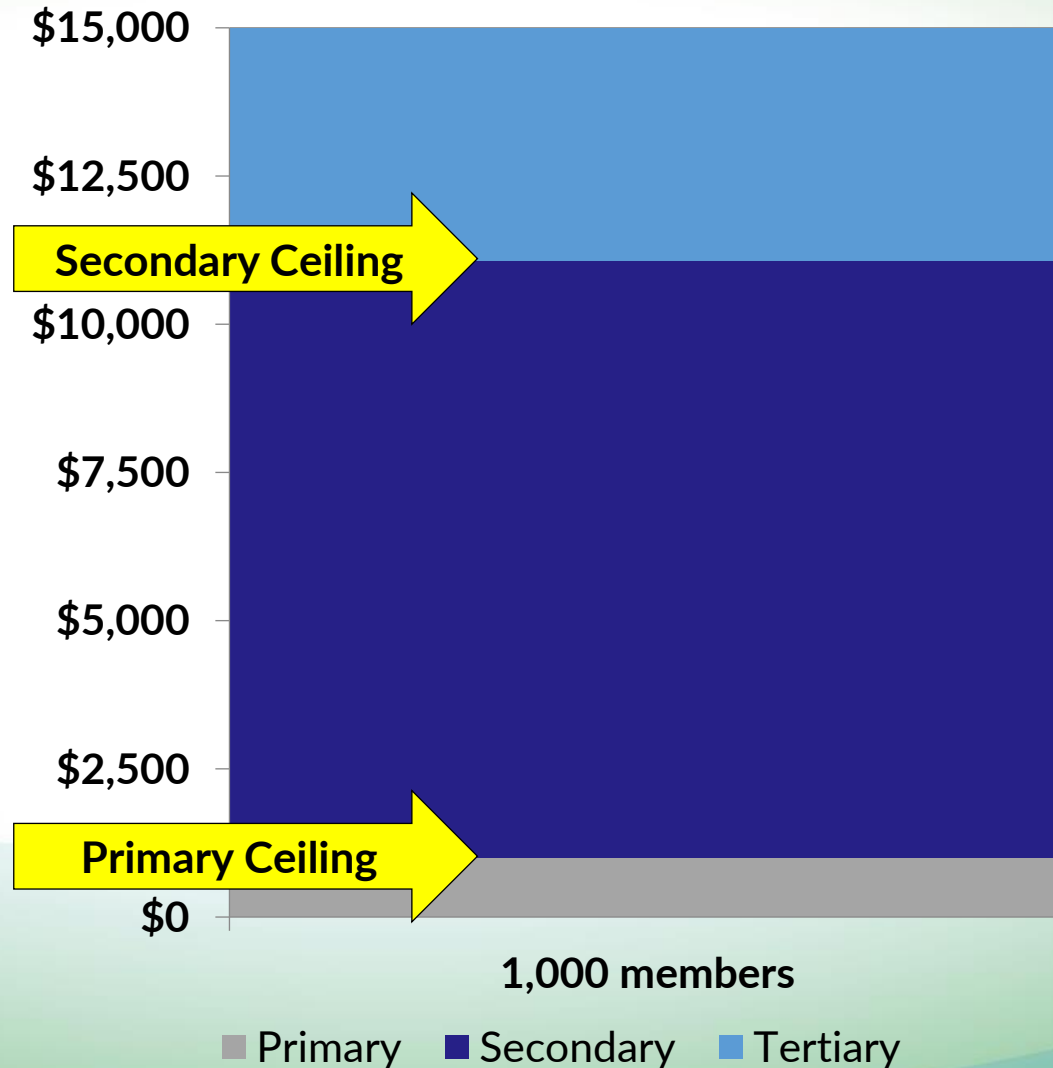 $15,000
$12,500
Secondary Ceiling
$10,000
$7,500
$5,000
$2,500
Primary Ceiling
$0
1,000 members
Primary Secondary Tertiary